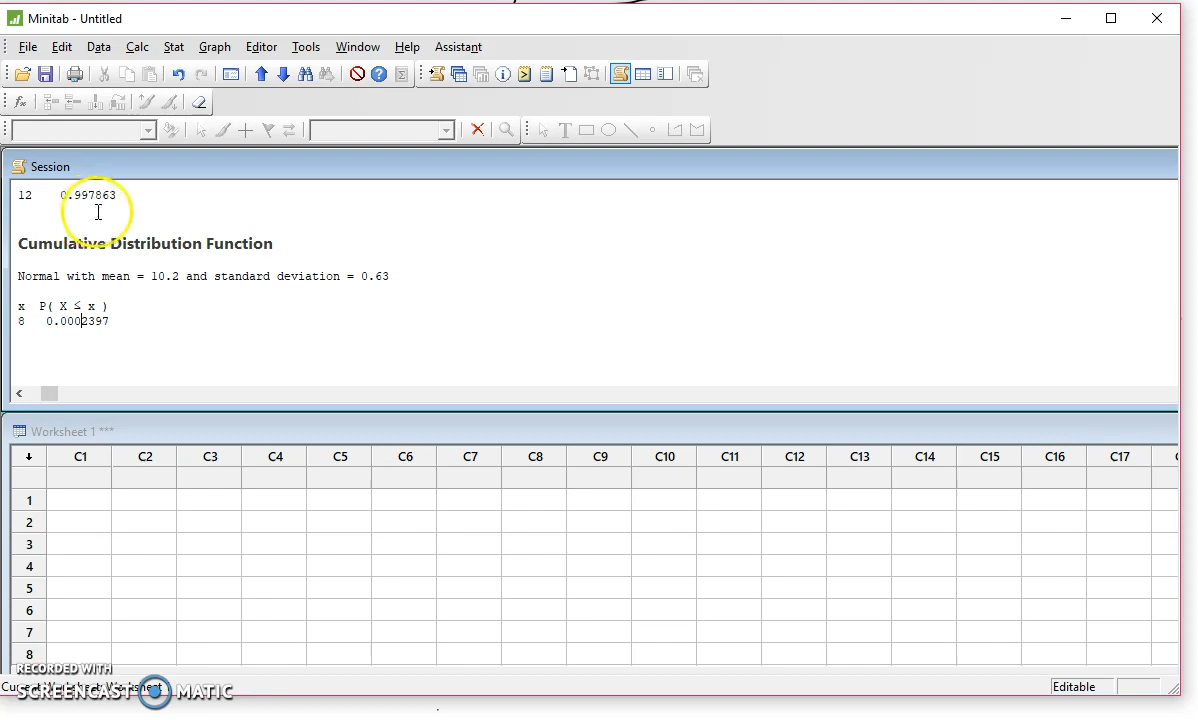 Minitab - Untitled
File Edit Data Calc Stat Graph Editor Tools Window Help Assistant
Session
12 0.997863
Cumulative Distribution Function
Normal with mean = 10.2 and standard deviation = 0.63
x P( X ≤ x )
8 0.0002397
Worksheet 1 ***
C1 C2 C3 C4 C5 C6 C7 C8 C9 C10 C11 C12 C13 C14 C15 C16 C17
1
2
3
4
5
6
7
8
RECORDED WITH
SCREENCAST MATIC
Editable